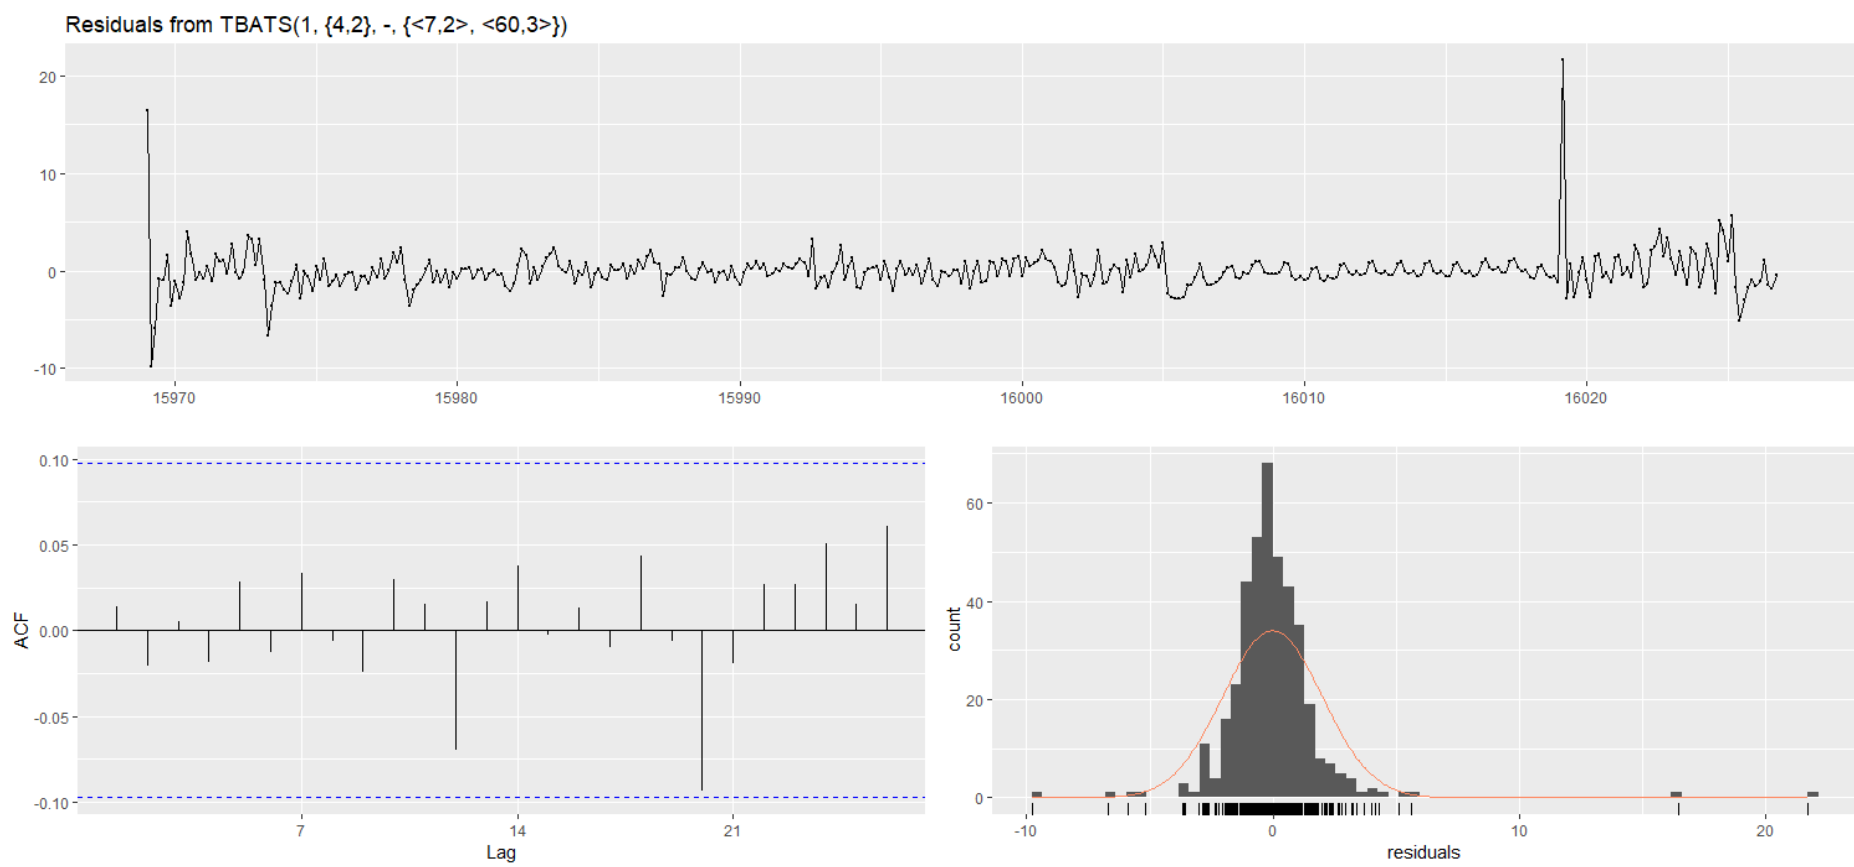 Residuals from TBATS(1, {4,2}, -, {<7,2>, <60,3>})
20
10
0
-10
15970 15980 15990 16000 16010 16020
ACF
0.10
0.05
0.00
-0.05
-0.10
7 14 21
Lag
count
60
40
20
0
-10 0 10 20
residuals